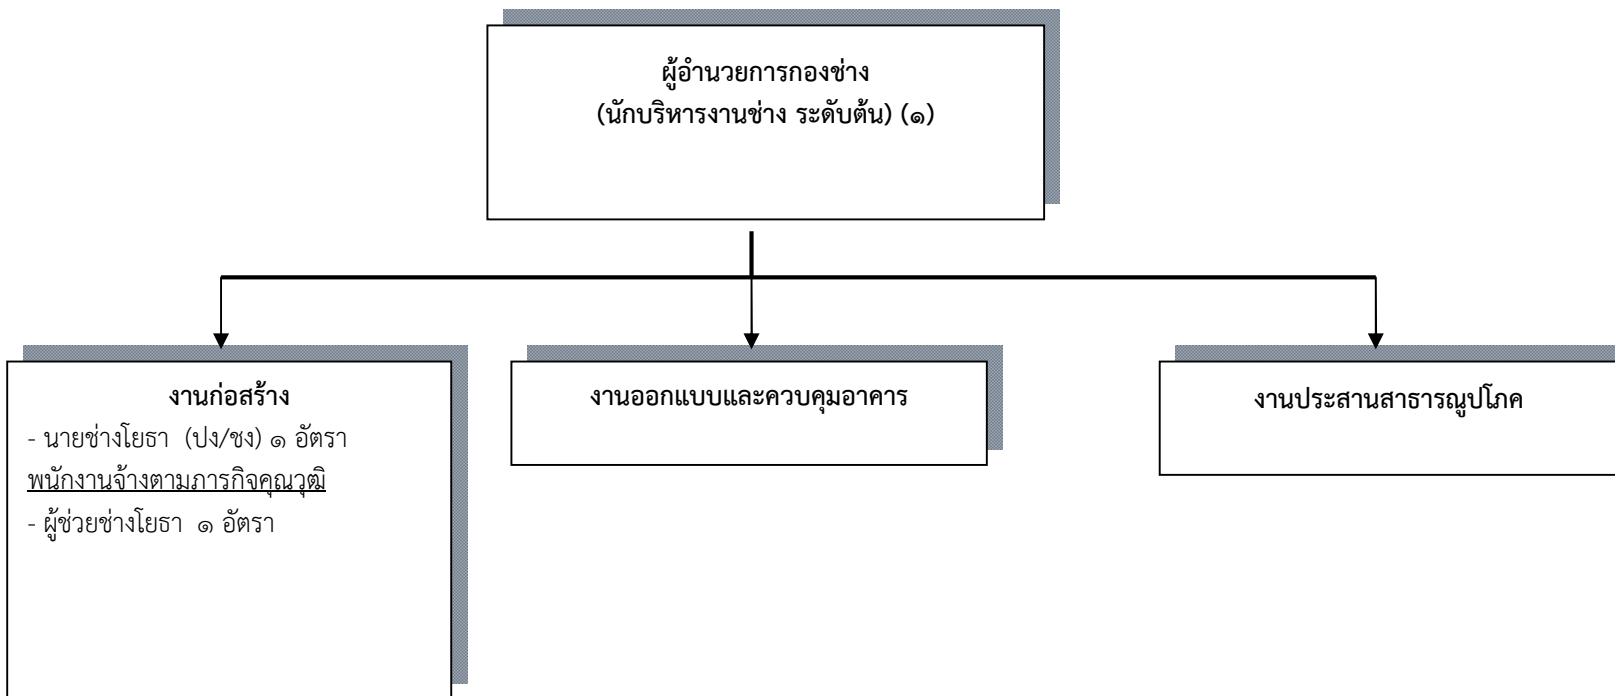 ผู้อำนวยการกองช่าง
(นักบริหารงานช่าง ระดับต้น) (๑)
งานก่อสร้าง
- นายช่างโยธา (ปง/ชง) ๑ อัตรา
พนักงานจ้างตามภารกิจคุณวุฒิ
- ผู้ช่วยช่างโยธา ๑ อัตรา
งานออกแบบและควบคุมอาคาร
งานประสานสาธารณูปโภค